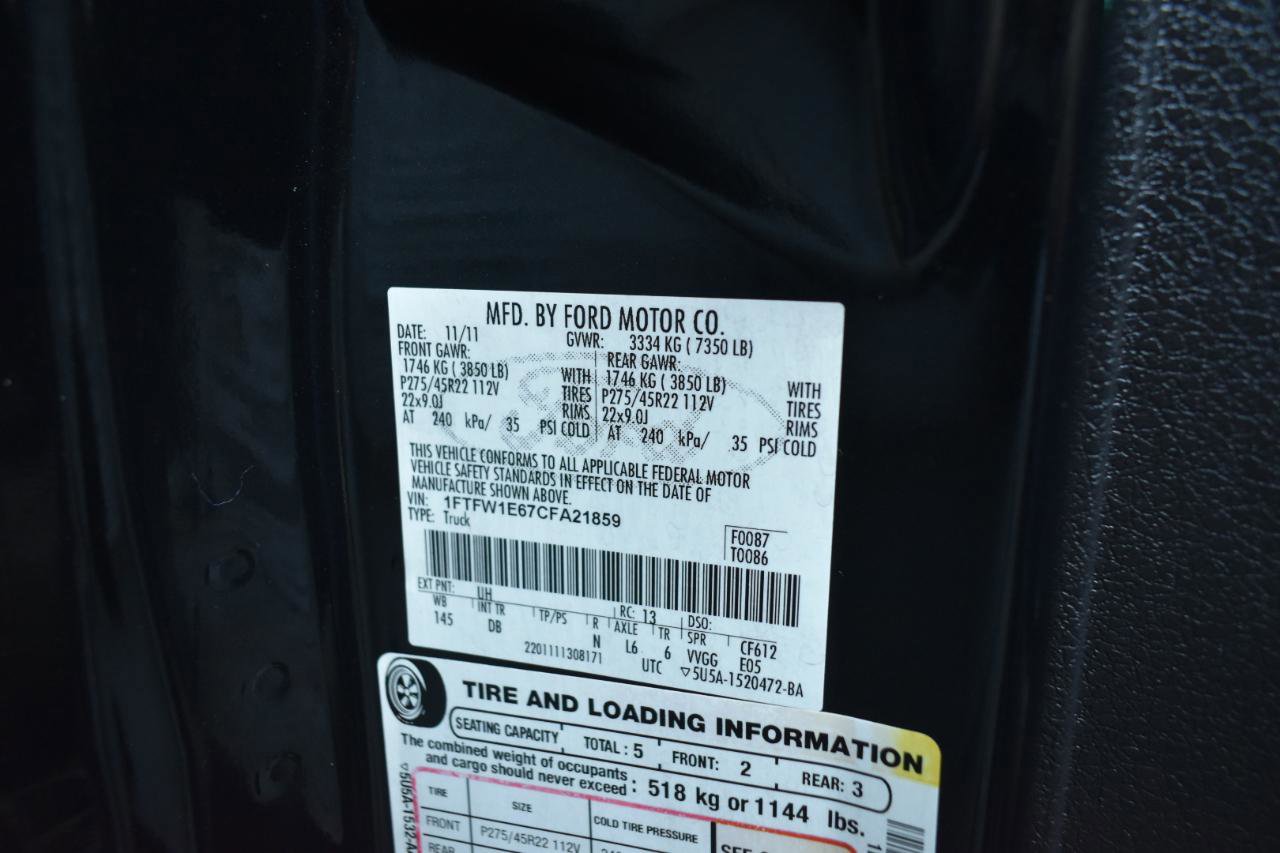 MFD. BY FORD MOTOR CO.
DATE: 11/11 GVWR: 3334 KG ( 7350 LB)
FRONT GAWR: REAR GAWR:
1746 KG ( 3850 LB) WITH 1746 KG ( 3850 LB) WITH
P275/45R22 112V TIRES P275/45R22 112V TIRES
22x9.0J RIMS 22x9.0J RIMS
AT 240 kPa/ 35 PSI COLD AT 240 kPa/ 35 PSI COLD
THIS VEHICLE CONFORMS TO ALL APPLICABLE FEDERAL MOTOR
VEHICLE SAFETY STANDARDS IN EFFECT ON THE DATE OF
MANUFACTURE SHOWN ABOVE.
VIN: 1FTFW1E67CFA21859
TYPE: Truck
F0087
T0086
EXT PNT: UH RC: 13 DSO:
WB INT TR TP/PS R AXLE TR SPR CF612
145 DB N L6 6 VVGG E05
2201111308171 UTC ▽5U5A-1520472-BA
TIRE AND LOADING INFORMATION
SEATING CAPACITY TOTAL : 5 FRONT: 2 REAR: 3
The combined weight of occupants
and cargo should never exceed : 518 kg or 1144 lbs.
TIRE SIZE COLD TIRE PRESSURE
FRONT P275/45R22 112V
REAR